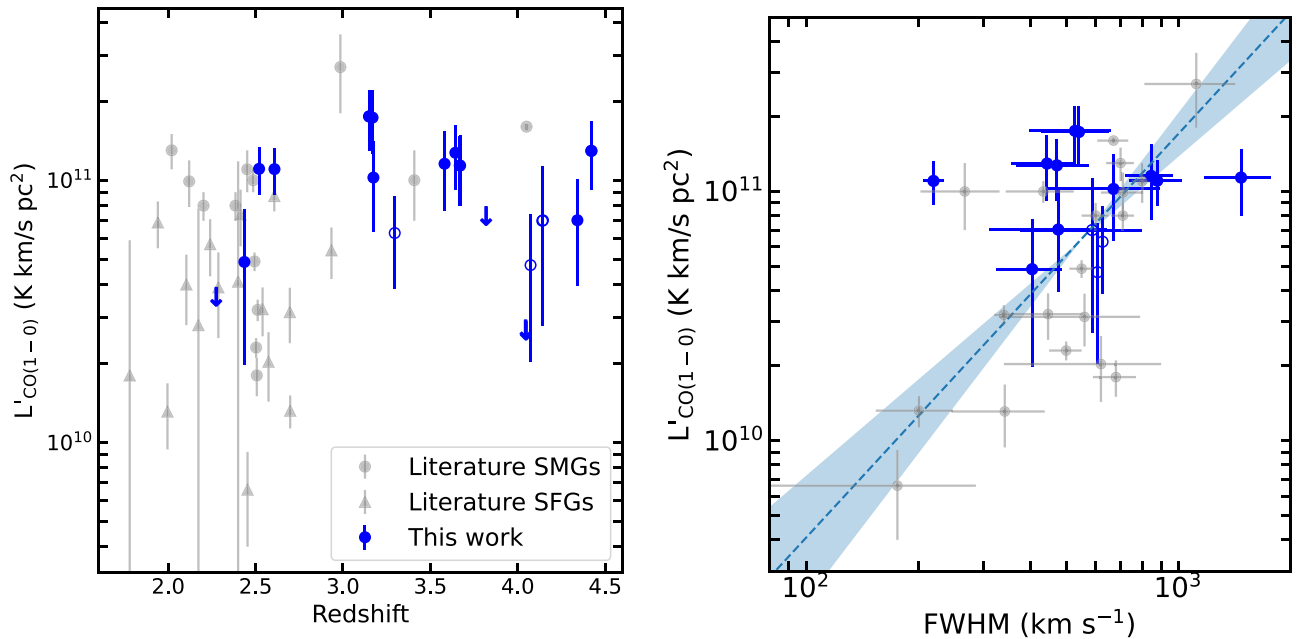 L'CO(1−0) (K km/s pc²)
10¹¹
10¹⁰
Literature SMGs
Literature SFGs
This work
2.0 2.5 3.0 3.5 4.0 4.5
Redshift
L'CO(1−0) (K km/s pc²)
10¹¹
10¹⁰
10² 10³
FWHM (km s⁻¹)